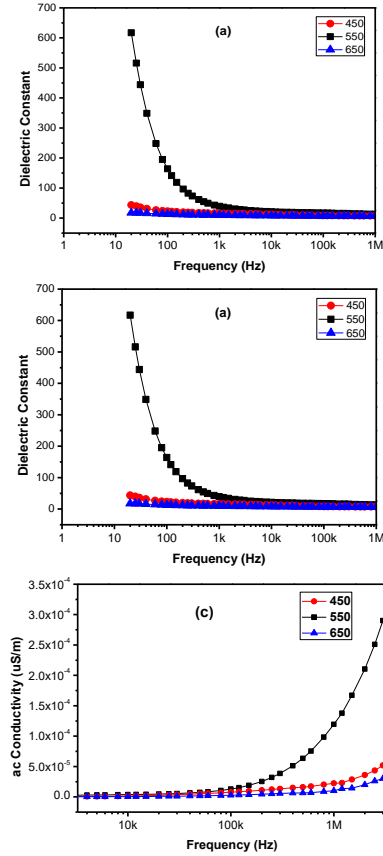 700
600
500
400
300
200
100
0
Dielectric Constant
(a)
450
550
650
1 10 100 1k 10k 100k 1M
Frequency (Hz)
700
600
500
400
300
200
100
0
Dielectric Constant
(a)
450
550
650
1 10 100 1k 10k 100k 1M
Frequency (Hz)
3.5x10⁻⁴
3.0x10⁻⁴
2.5x10⁻⁴
2.0x10⁻⁴
1.5x10⁻⁴
1.0x10⁻⁴
5.0x10⁻⁵
0.0
ac Conductivity (uS/m)
(c)
450
550
650
10k 100k 1M
Frequency (Hz)